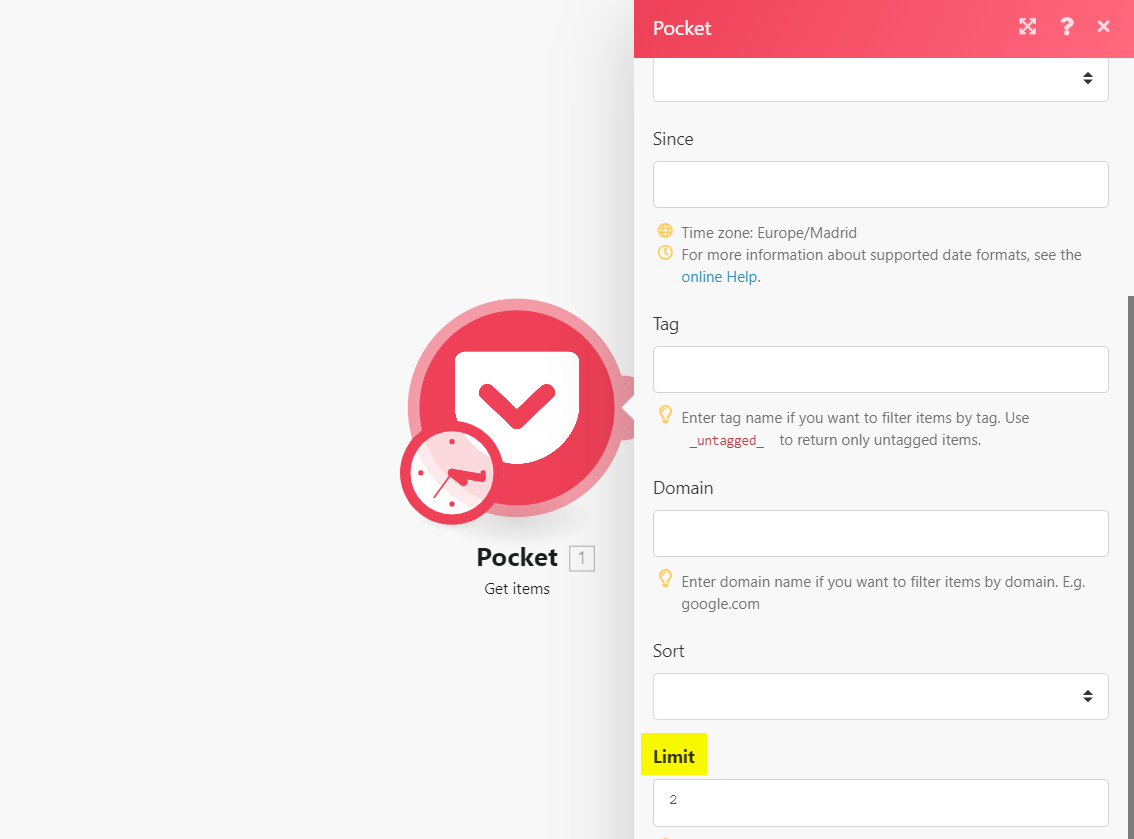 Pocket
Since
Time zone: Europe/Madrid
For more information about supported date formats, see the
online Help.
Tag
Enter tag name if you want to filter items by tag. Use
_untagged_ to return only untagged items.
Domain
Enter domain name if you want to filter items by domain. E.g.
google.com
Sort
Limit
2
Pocket 1
Get items